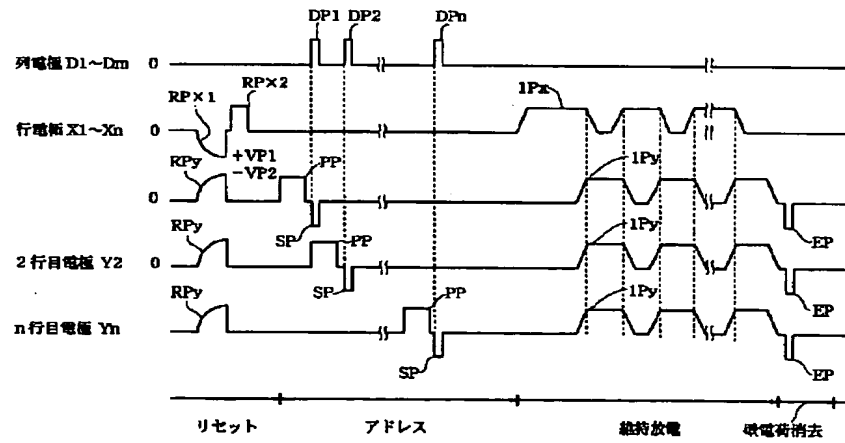 DP1 DP2 DPn
列電極 D1～Dm 0
RP×1 RP×2 1Px
行電極 X1～Xn 0
+VP1
-VP2
RPy PP 1Py
0
SP EP
RPy PP 1Py
2行目電極 Y2 0
SP EP
RPy PP 1Py
n行目電極 Yn
SP EP
リセット アドレス 維持放電 電荷消去